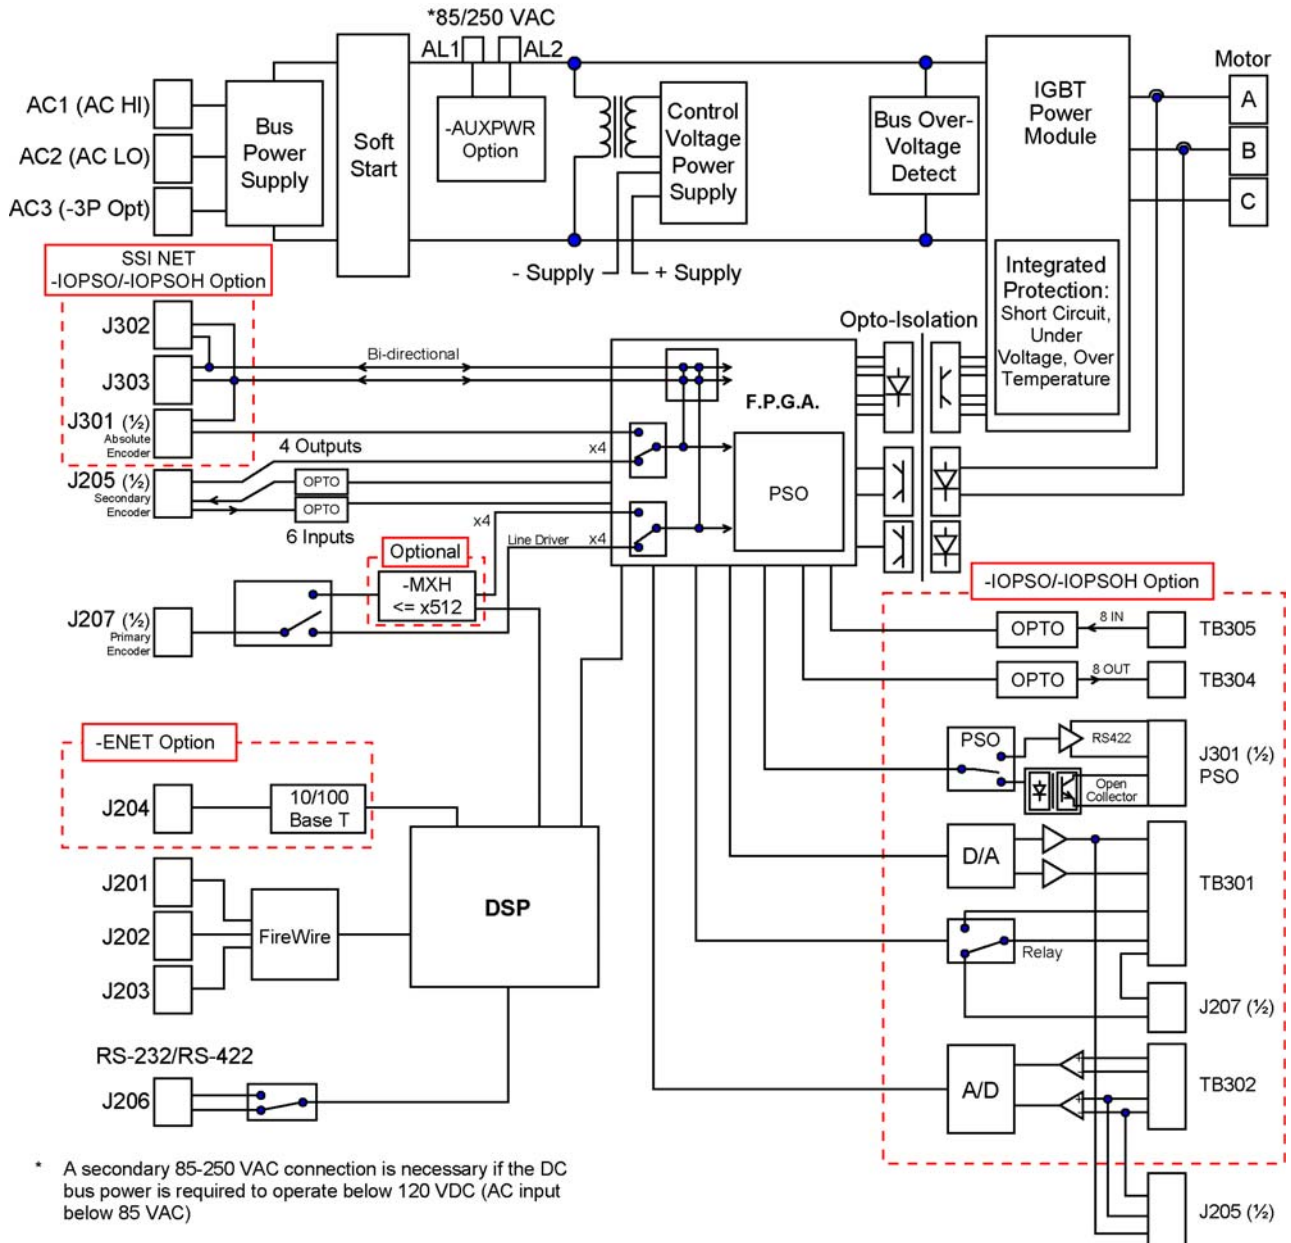 *85/250 VAC
AL1
AL2
Motor
AC1 (AC HI)
AC2 (AC LO)
AC3 (-3P Opt)
Bus
Power
Supply
Soft
Start
-AUXPWR
Option
Control
Voltage
Power
Supply
- Supply
+ Supply
Bus Over-
Voltage
Detect
IGBT
Power
Module
A
B
C
Integrated
Protection:
Short Circuit,
Under
Voltage, Over
Temperature
SSI NET
-IOPSO/-IOPSOH Option
J302
J303
J301 (½)
Absolute
Encoder
Bi-directional
4 Outputs
x4
J205 (½)
Secondary
Encoder
OPTO
OPTO
6 Inputs
x4
Line Driver
x4
F.P.G.A.
PSO
Opto-Isolation
Optional
-MXH
<= x512
J207 (½)
Primary
Encoder
-ENET Option
J204
10/100
Base T
J201
J202
J203
FireWire
DSP
RS-232/RS-422
J206
-IOPSO/-IOPSOH Option
OPTO
8 IN
TB305
OPTO
8 OUT
TB304
PSO
RS422
Open
Collector
J301 (½)
PSO
D/A
TB301
Relay
J207 (½)
A/D
+
-
+
-
TB302
J205 (½)
* A secondary 85-250 VAC connection is necessary if the DC
bus power is required to operate below 120 VDC (AC input
below 85 VAC)